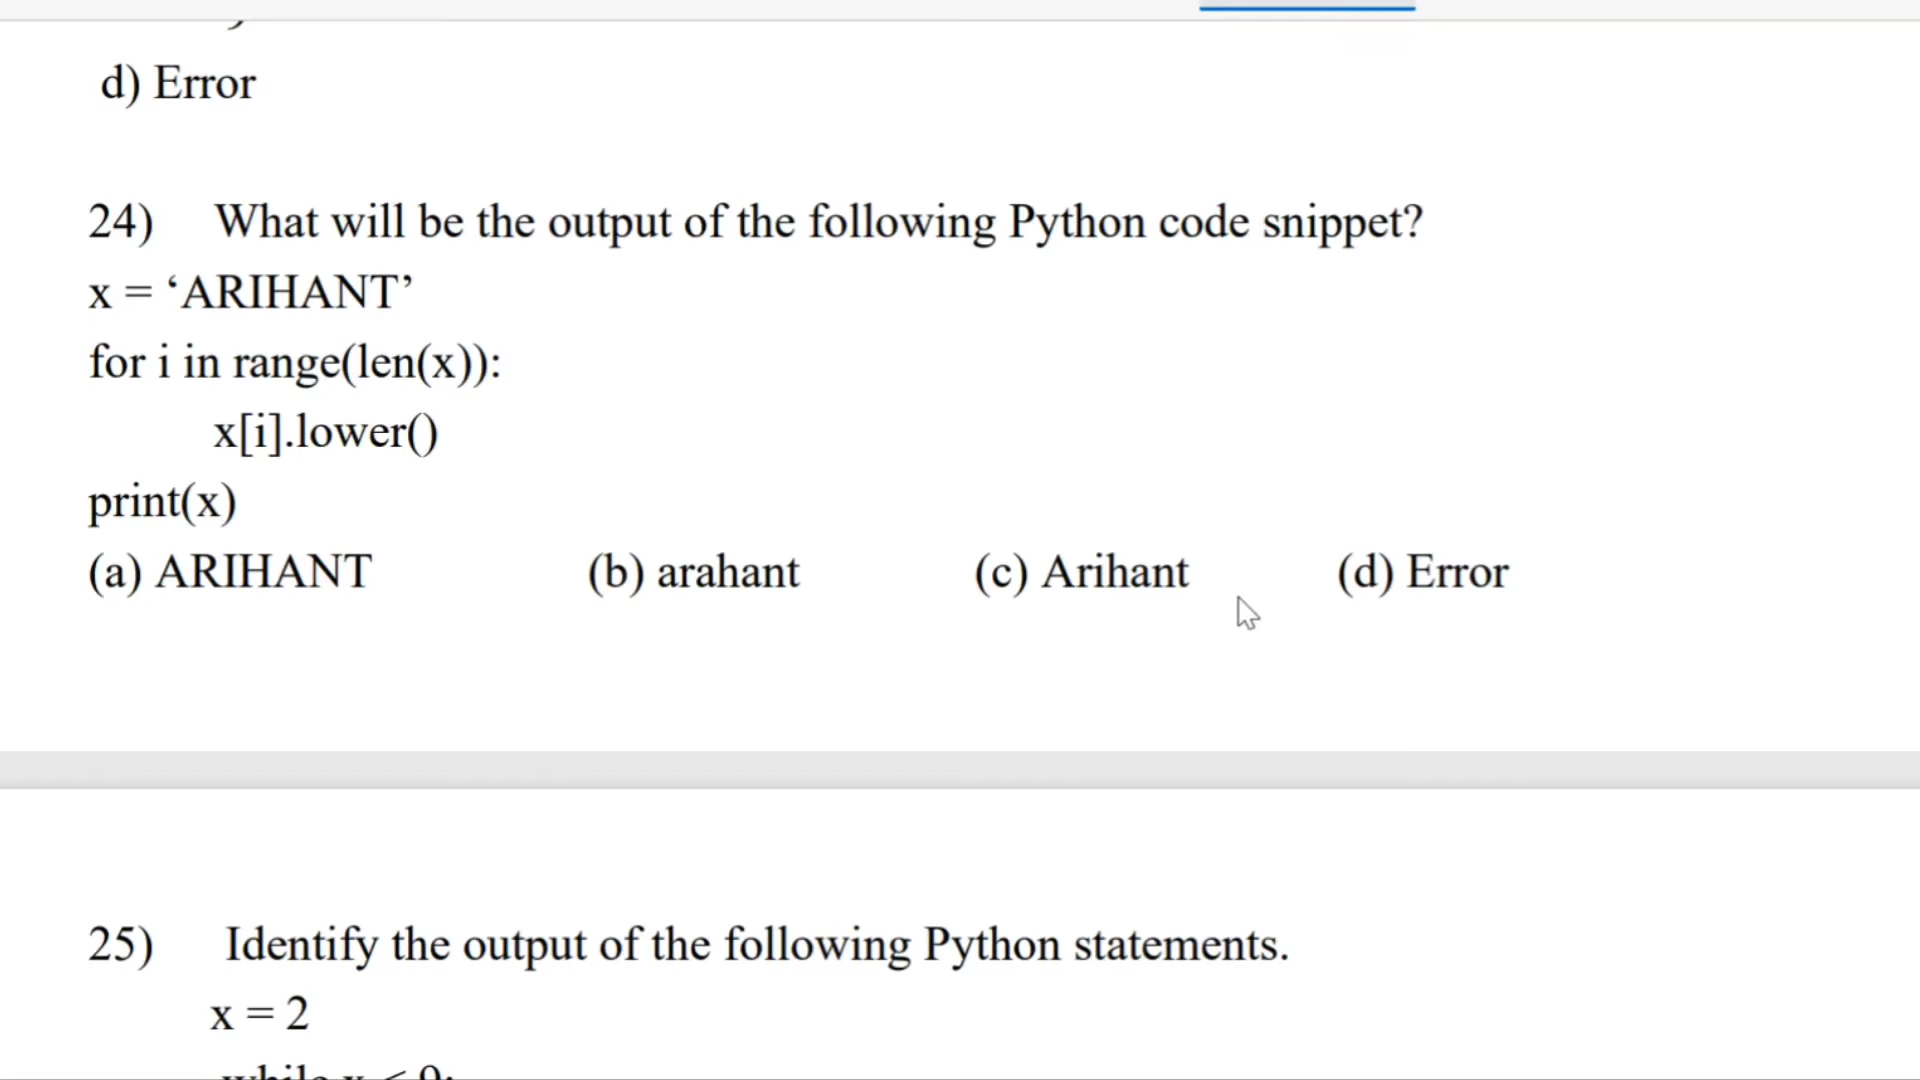 d) Error
24) What will be the output of the following Python code snippet?
x = ‘ARIHANT’
for i in range(len(x)):
x[i].lower()
print(x)
(a) ARIHANT (b) arahant (c) Arihant (d) Error
25) Identify the output of the following Python statements.
x = 2